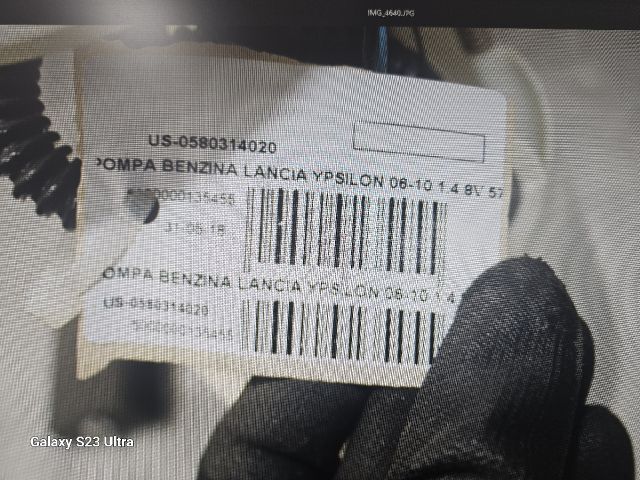 IMG_4640.JPG
US-0580314020
POMPA BENZINA LANCIA YPSILON 06-10 1.4 8V 57
31-05-18
OMPA BENZINA LANCIA YPSILON 06-10 1.4
US-0580314020
Galaxy S23 Ultra